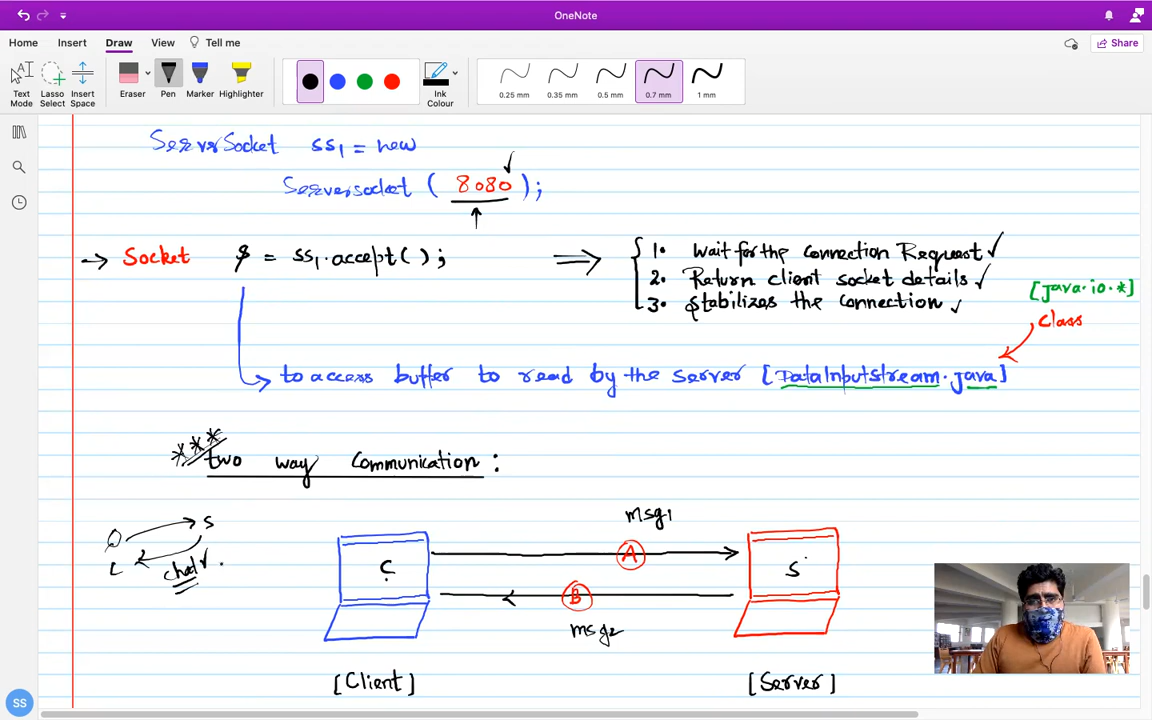 OneNote
Home Insert Draw View Tell me
Share
Text Mode
Lasso Select
Insert Space
Eraser
Pen
Marker
Highlighter
Ink Colour
0.25 mm
0.35 mm
0.5 mm
0.7 mm
1 mm
ServerSocket ss1 = new
Serversocket ( 8080 );
→ Socket s = ss1.accept( ); ⇒
1. Wait for the connection Request ✓
2. Return client socket details ✓
3. stabilizes the connection ✓
[java.io.*]
class
to access buffer to read by the server [DataInputstream.java]
*** two way Communication :
S
C
chat ✓.
msg1
A
C
S
B
msg2
[Client]
[Server]
SS